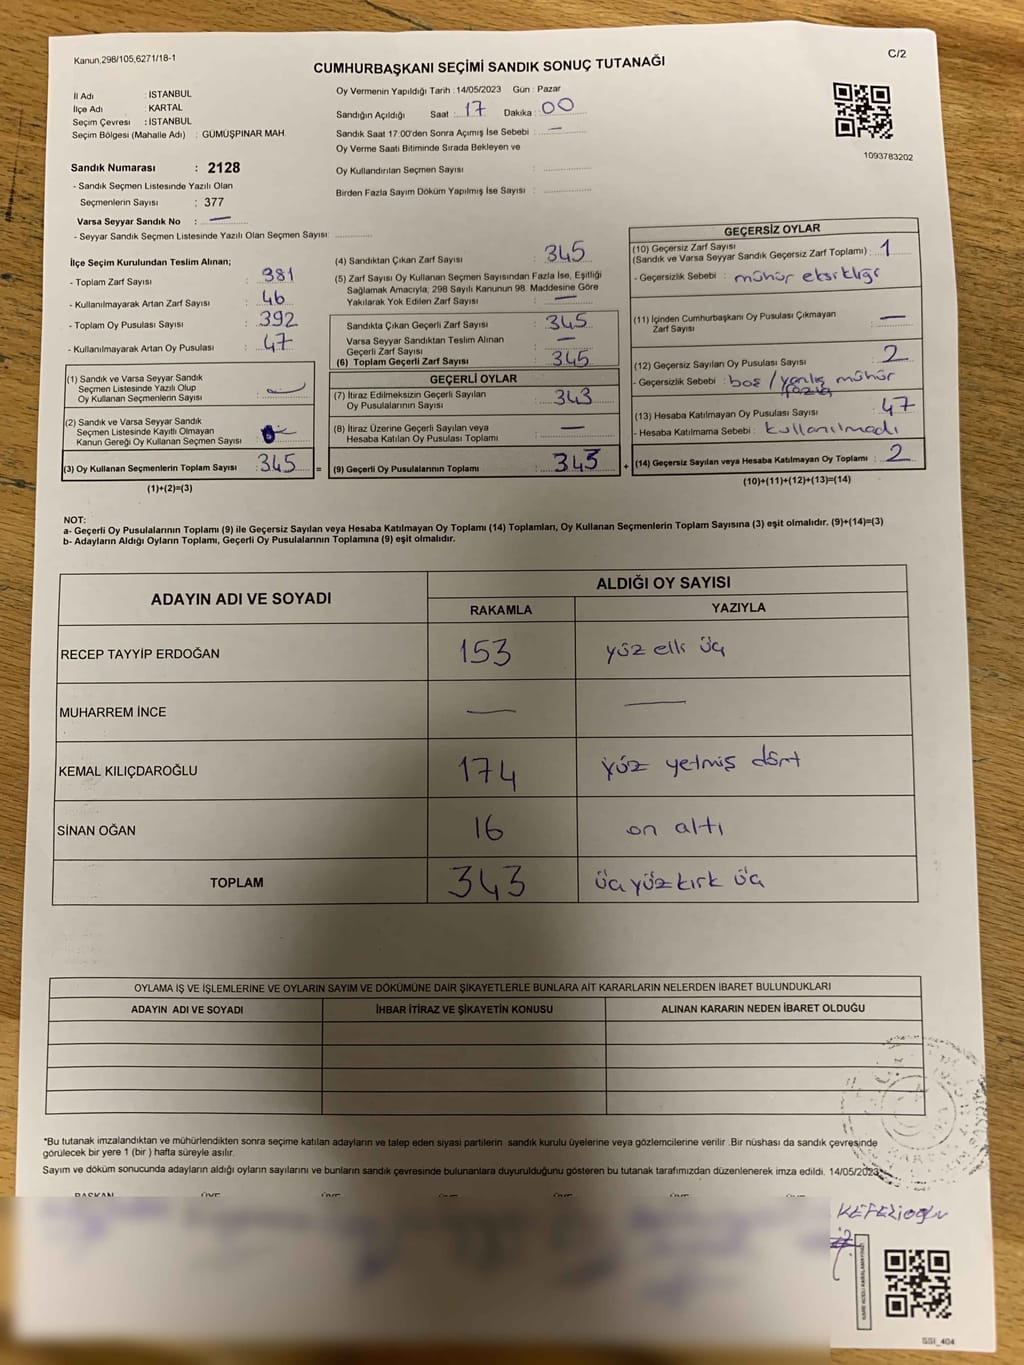 Kanun,298/105,6271/18-1
C/2
CUMHURBAŞKANI SEÇİMİ SANDIK SONUÇ TUTANAĞI
İl Adı : İSTANBUL
İlçe Adı : KARTAL
Seçim Çevresi : İSTANBUL
Seçim Bölgesi (Mahalle Adı) : GÜMÜŞPINAR MAH.
Oy Vermenin Yapıldığı Tarih : 14/05/2023 Gün : Pazar
Sandığın Açıldığı Saat : 17 Dakika : 00
Sandık Saat 17:00'den Sonra Açımış İse Sebebi : —
Oy Verme Saati Bitiminde Sırada Bekleyen ve
Oy Kullandırılan Seçmen Sayısı :
Birden Fazla Sayım Döküm Yapılmış İse Sayısı :
1093783202
Sandık Numarası : 2128
- Sandık Seçmen Listesinde Yazılı Olan
Seçmenlerin Sayısı : 377
Varsa Seyyar Sandık No : —
- Seyyar Sandık Seçmen Listesinde Yazılı Olan Seçmen Sayısı:
İlçe Seçim Kurulundan Teslim Alınan;
- Toplam Zarf Sayısı : 381
- Kullanılmayarak Artan Zarf Sayısı : 46
- Toplam Oy Pusulası Sayısı : 392
- Kullanılmayarak Artan Oy Pusulası : 47
(1) Sandık ve Varsa Seyyar Sandık
Seçmen Listesinde Yazılı Olup
Oy Kullanan Seçmenlerin Sayısı :
(2) Sandık ve Varsa Seyyar Sandık
Seçmen Listesinde Kayıtlı Olmayan
Kanun Gereği Oy Kullanan Seçmen Sayısı :
(3) Oy Kullanan Seçmenlerin Toplam Sayısı : 345 =
(1)+(2)=(3)
(4) Sandıktan Çıkan Zarf Sayısı : 345
(5) Zarf Sayısı Oy Kullanan Seçmen Sayısından Fazla İse, Eşitliği
Sağlamak Amacıyla; 298 Sayılı Kanunun 98. Maddesine Göre
Yakılarak Yok Edilen Zarf Sayısı : —
Sandıkta Çıkan Geçerli Zarf Sayısı : 345
Varsa Seyyar Sandıktan Teslim Alınan
Geçerli Zarf Sayısı : —
(6) Toplam Geçerli Zarf Sayısı : 345
GEÇERLİ OYLAR
(7) İtiraz Edilmeksizin Geçerli Sayılan
Oy Pusulalarının Sayısı : 343
(8) İtiraz Üzerine Geçerli Sayılan veya
Hesaba Katılan Oy Pusulası Toplamı : —
(9) Geçerli Oy Pusulalarının Toplamı : 343 +
GEÇERSİZ OYLAR
(10) Geçersiz Zarf Sayısı
(Sandık ve Varsa Seyyar Sandık Geçersiz Zarf Toplamı) : 1
- Geçersizlik Sebebi : mühür eksikliği
(11) İçinden Cumhurbaşkanı Oy Pusulası Çıkmayan
Zarf Sayısı : —
(12) Geçersiz Sayılan Oy Pusulası Sayısı : 2
- Geçersizlik Sebebi : boş / yanlış mühür
fazla
(13) Hesaba Katılmayan Oy Pusulası Sayısı : 47
- Hesaba Katılmama Sebebi : kullanılmadı
(14) Geçersiz Sayılan veya Hesaba Katılmayan Oy Toplamı : 2
(10)+(11)+(12)+(13)=(14)
NOT:
a- Geçerli Oy Pusulalarının Toplamı (9) ile Geçersiz Sayılan veya Hesaba Katılmayan Oy Toplamı (14) Toplamları, Oy Kullanan Seçmenlerin Toplam Sayısına (3) eşit olmalıdır. (9)+(14)=(3)
b- Adayların Aldığı Oyların Toplamı, Geçerli Oy Pusulalarının Toplamına (9) eşit olmalıdır.
ADAYIN ADI VE SOYADI
ALDIĞI OY SAYISI
RAKAMLA YAZIYLA
RECEP TAYYİP ERDOĞAN 153 yüz elli üç
MUHARREM İNCE — —
KEMAL KILIÇDAROĞLU 174 yüz yetmiş dört
SİNAN OĞAN 16 on altı
TOPLAM 343 üç yüz kırk üç
OYLAMA İŞ VE İŞLEMLERİNE VE OYLARIN SAYIM VE DÖKÜMÜNE DAİR ŞİKAYETLERLE BUNLARA AİT KARARLARIN NELERDEN İBARET BULUNDUKLARI
ADAYIN ADI VE SOYADI İHBAR İTİRAZ VE ŞİKAYETİN KONUSU ALINAN KARARIN NEDEN İBARET OLDUĞU
*Bu tutanak imzalandıktan ve mühürlendikten sonra seçime katılan adayların ve talep eden siyasi partilerin sandık kurulu üyelerine veya gözlemcilerine verilir .Bir nüshası da sandık çevresinde
görülecek bir yere 1 (bir ) hafta süreyle asılır.
Sayım ve döküm sonucunda adayların aldığı oyların sayılarını ve bunların sandık çevresinde bulunanlara duyurulduğunu gösteren bu tutanak tarafımızdan düzenlenerek imza edildi. 14/05/2023
BAŞKAN ÜYE ÜYE ÜYE ÜYE ÜYE ÜYE
SSI_404